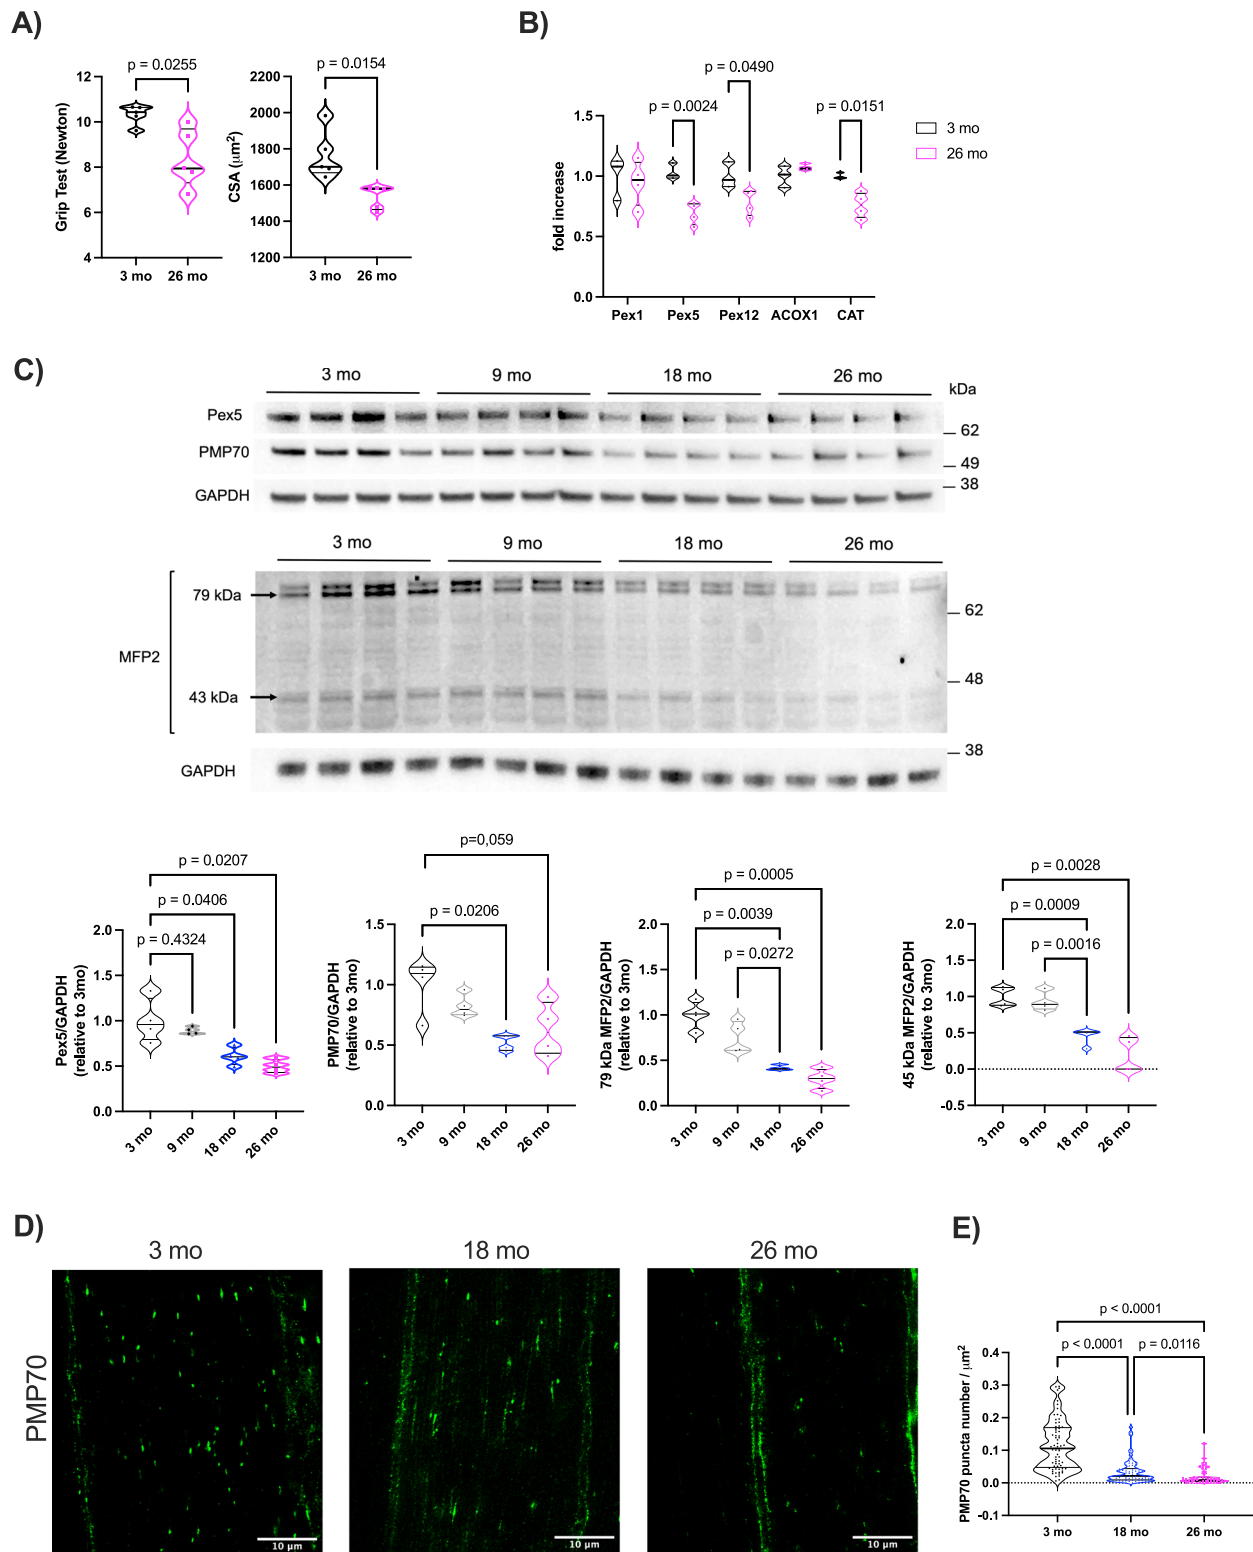 A)
p = 0.0255
Grip Test (Newton)
12
10
8
6
4
3 mo
26 mo
p = 0.0154
CSA (μm²)
2200
2000
1800
1600
1400
1200
3 mo
26 mo
B)
p = 0.0490
p = 0.0024
p = 0.0151
fold increase
1.5
1.0
0.5
0.0
Pex1
Pex5
Pex12
ACOX1
CAT
3 mo
26 mo
C)
3 mo
9 mo
18 mo
26 mo
kDa
Pex5
62
PMP70
49
GAPDH
38
3 mo
9 mo
18 mo
26 mo
MFP2
79 kDa
62
43 kDa
48
38
GAPDH
p = 0.0207
p = 0.0406
p = 0.4324
Pex5/GAPDH
(relative to 3mo)
2.0
1.5
1.0
0.5
0.0
3 mo
9 mo
18 mo
26 mo
p=0,059
p = 0.0206
PMP70/GAPDH
(relative to 3mo)
1.5
1.0
0.5
0.0
3 mo
9 mo
18 mo
26 mo
p = 0.0005
p = 0.0039
p = 0.0272
79 kDa MFP2/GAPDH
(relative to 3mo)
2.0
1.5
1.0
0.5
0.0
3 mo
9 mo
18 mo
26 mo
p = 0.0028
p = 0.0009
p = 0.0016
45 kDa MFP2/GAPDH
(relative to 3mo)
2.0
1.5
1.0
0.5
0.0
-0.5
3 mo
9 mo
18 mo
26 mo
D)
3 mo
18 mo
26 mo
PMP70
10 μm
10 μm
10 μm
E)
p < 0.0001
p < 0.0001
p = 0.0116
PMP70 puncta number / μm²
0.4
0.3
0.2
0.1
0.0
-0.1
3 mo
18 mo
26 mo